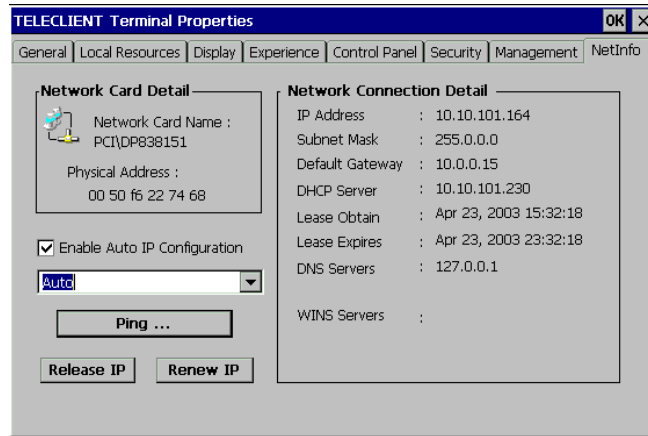 TELECLIENT Terminal Properties
OK ×
General Local Resources Display Experience Control Panel Security Management NetInfo
Network Card Detail
Network Card Name :
PCI\DP838151
Physical Address :
00 50 f6 22 74 68
Enable Auto IP Configuration
Auto
Ping ...
Release IP Renew IP
Network Connection Detail
IP Address : 10.10.101.164
Subnet Mask : 255.0.0.0
Default Gateway : 10.0.0.15
DHCP Server : 10.10.101.230
Lease Obtain : Apr 23, 2003 15:32:18
Lease Expires : Apr 23, 2003 23:32:18
DNS Servers : 127.0.0.1
WINS Servers :